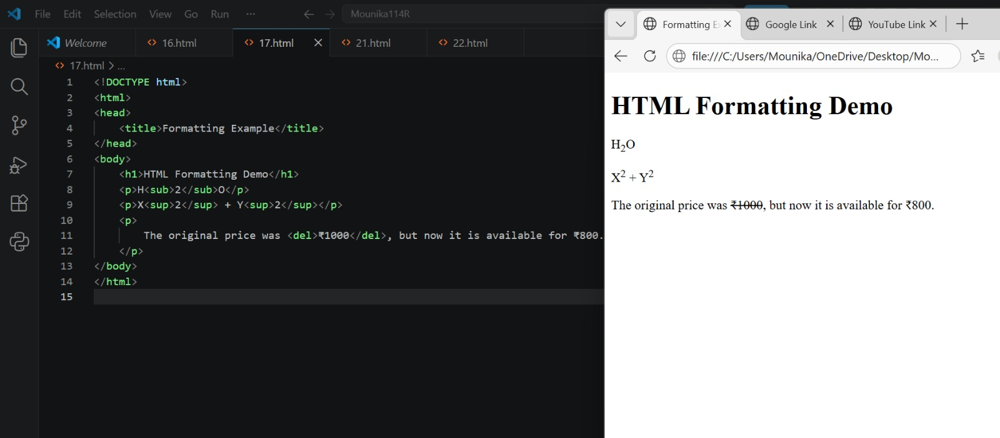 File Edit Selection View Go Run ... Mounika114R
Welcome 16.html 17.html 21.html 22.html
17.html > ...
1 <!DOCTYPE html>
2 <html>
3 <head>
4 <title>Formatting Example</title>
5 </head>
6 <body>
7 <h1>HTML Formatting Demo</h1>
8 <p>H<sub>2</sub>O</p>
9 <p>X<sup>2</sup> + Y<sup>2</sup></p>
10 <p>
11 The original price was <del>₹1000</del>, but now it is available for ₹800.
12 </p>
13 </body>
14 </html>
15
Formatting E Google Link YouTube Link
file:///C:/Users/Mounika/OneDrive/Desktop/Mo...
HTML Formatting Demo
H₂O
X² + Y²
The original price was ₹1000, but now it is available for ₹800.